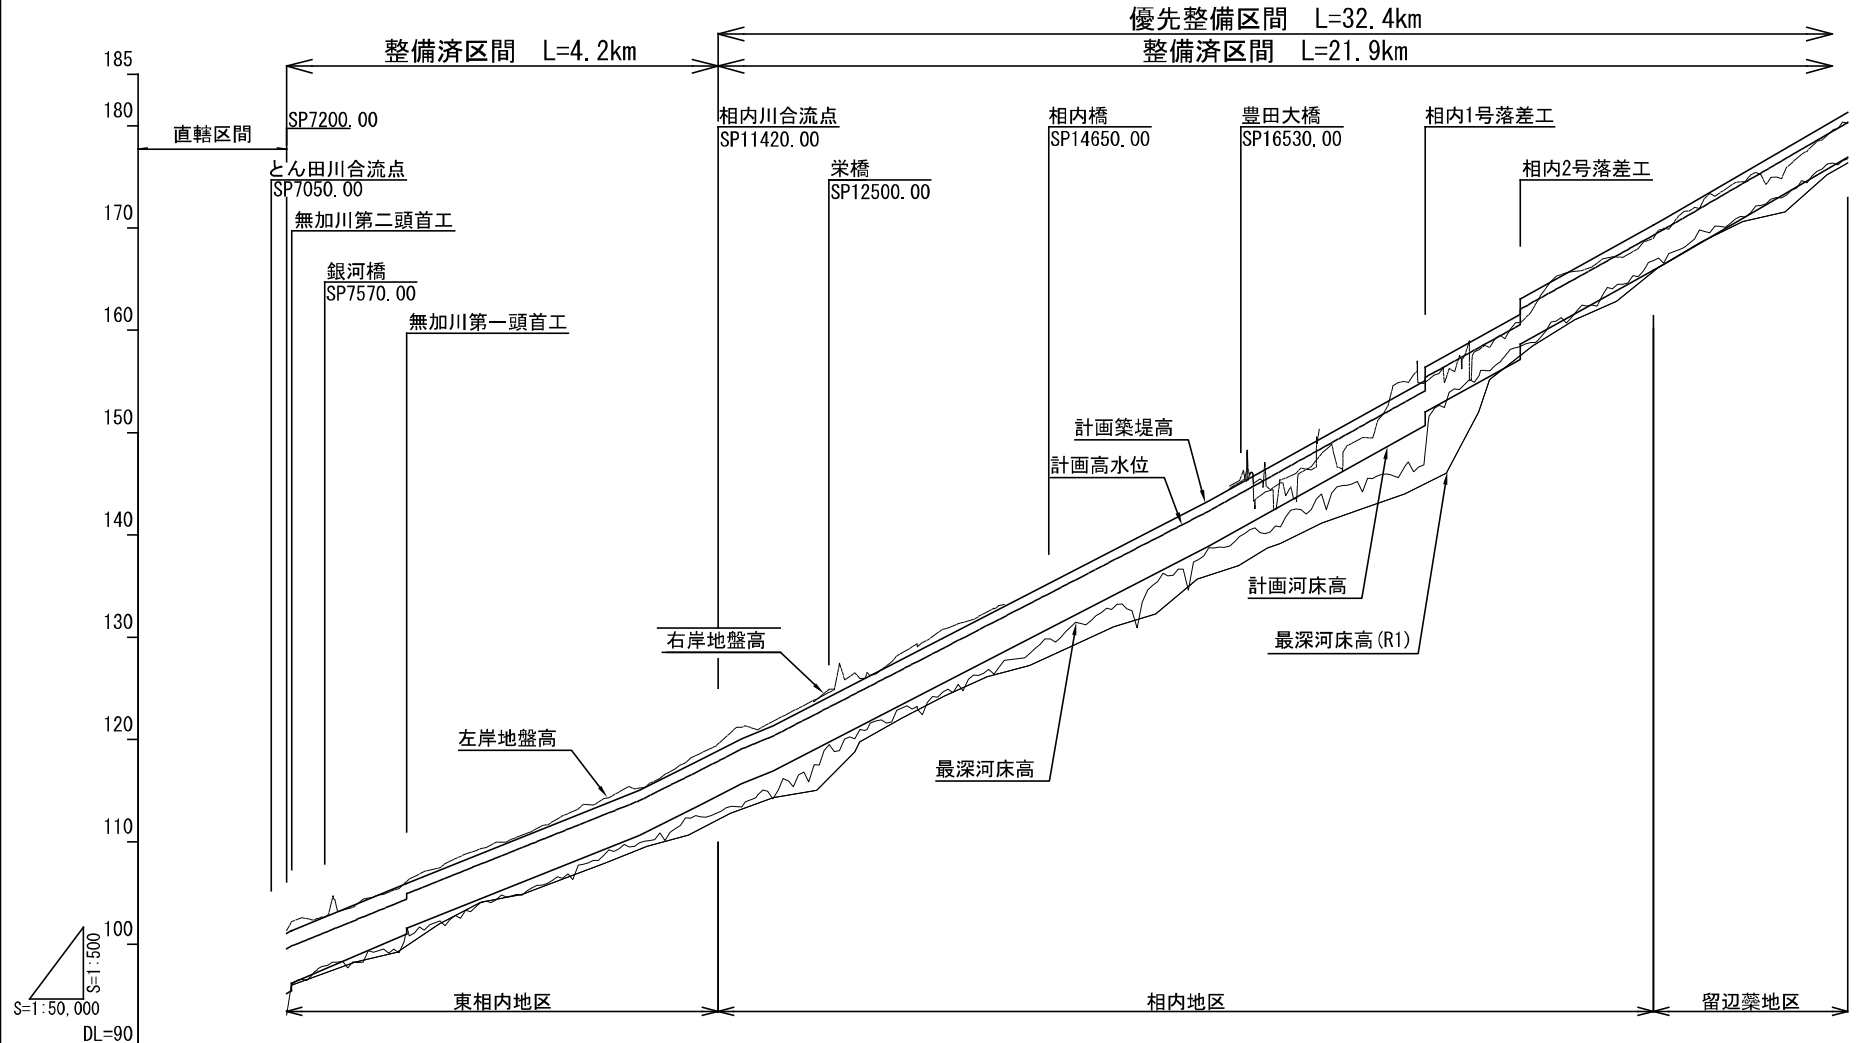 優先整備区間 L=32.4km
整備済区間 L=4.2km
整備済区間 L=21.9km
185
180
170
160
150
140
130
120
110
100
DL=90
直轄区間
SP7200.00
とん田川合流点
SP7050.00
無加川第二頭首工
銀河橋
SP7570.00
無加川第一頭首工
相内川合流点
SP11420.00
栄橋
SP12500.00
相内橋
SP14650.00
豊田大橋
SP16530.00
相内1号落差工
相内2号落差工
計画築堤高
計画高水位
計画河床高
最深河床高(R1)
右岸地盤高
左岸地盤高
最深河床高
S=1:500
S=1:50,000
東相内地区
相内地区
留辺蘂地区